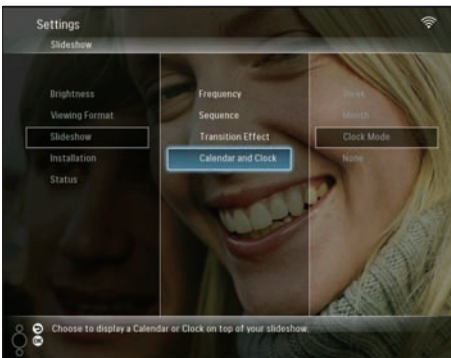 Settings
Slideshow
Brightness
Viewing Format
Slideshow
Installation
Status
Frequency
Sequence
Transition Effect
Calendar and Clock
Week
Month
Clock Mode
None
OK
Choose to display a Calendar or Clock on top of your slideshow.